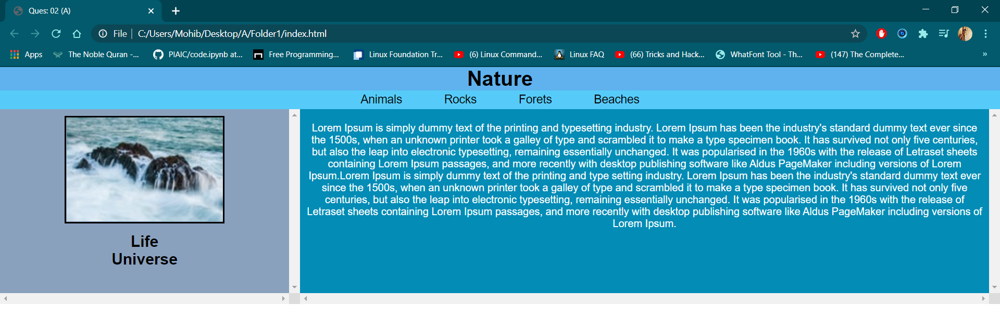 Ques: 02 (A)
File | C:/Users/Mohib/Desktop/A/Folder1/index.html
Apps The Noble Quran -... PIAIC/code.ipynb at... Free Programming... Linux Foundation Tr... (6) Linux Command... Linux FAQ (66) Tricks and Hack... WhatFont Tool - Th... (147) The Complete... »
Nature
Animals Rocks Forets Beaches
Life
Universe
Lorem Ipsum is simply dummy text of the printing and typesetting industry. Lorem Ipsum has been the industry's standard dummy text ever since
the 1500s, when an unknown printer took a galley of type and scrambled it to make a type specimen book. It has survived not only five centuries,
but also the leap into electronic typesetting, remaining essentially unchanged. It was popularised in the 1960s with the release of Letraset sheets
containing Lorem Ipsum passages, and more recently with desktop publishing software like Aldus PageMaker including versions of Lorem
Ipsum.Lorem Ipsum is simply dummy text of the printing and type setting industry. Lorem Ipsum has been the industry's standard dummy text ever
since the 1500s, when an unknown printer took a galley of type and scrambled it to make a type specimen book. It has survived not only five
centuries, but also the leap into electronic typesetting, remaining essentially unchanged. It was popularised in the 1960s with the release of
Letraset sheets containing Lorem Ipsum passages, and more recently with desktop publishing software like Aldus PageMaker including versions of
Lorem Ipsum.